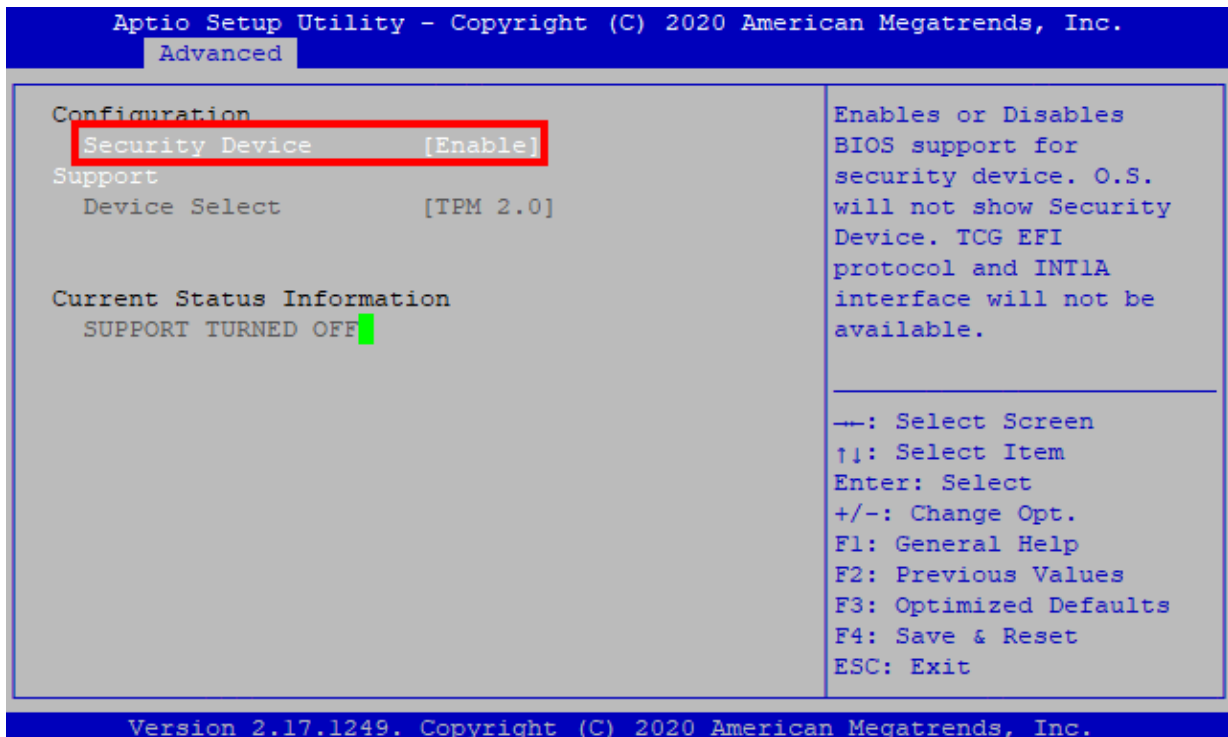 Aptio Setup Utility – Copyright (C) 2020 American Megatrends, Inc.
Advanced
Configuration
Security Device [Enable]
Support
Device Select [TPM 2.0]
Current Status Information
SUPPORT TURNED OFF
Enables or Disables
BIOS support for
security device. O.S.
will not show Security
Device. TCG EFI
protocol and INT1A
interface will not be
available.
→←: Select Screen
↑↓: Select Item
Enter: Select
+/-: Change Opt.
F1: General Help
F2: Previous Values
F3: Optimized Defaults
F4: Save & Reset
ESC: Exit
Version 2.17.1249. Copyright (C) 2020 American Megatrends, Inc.